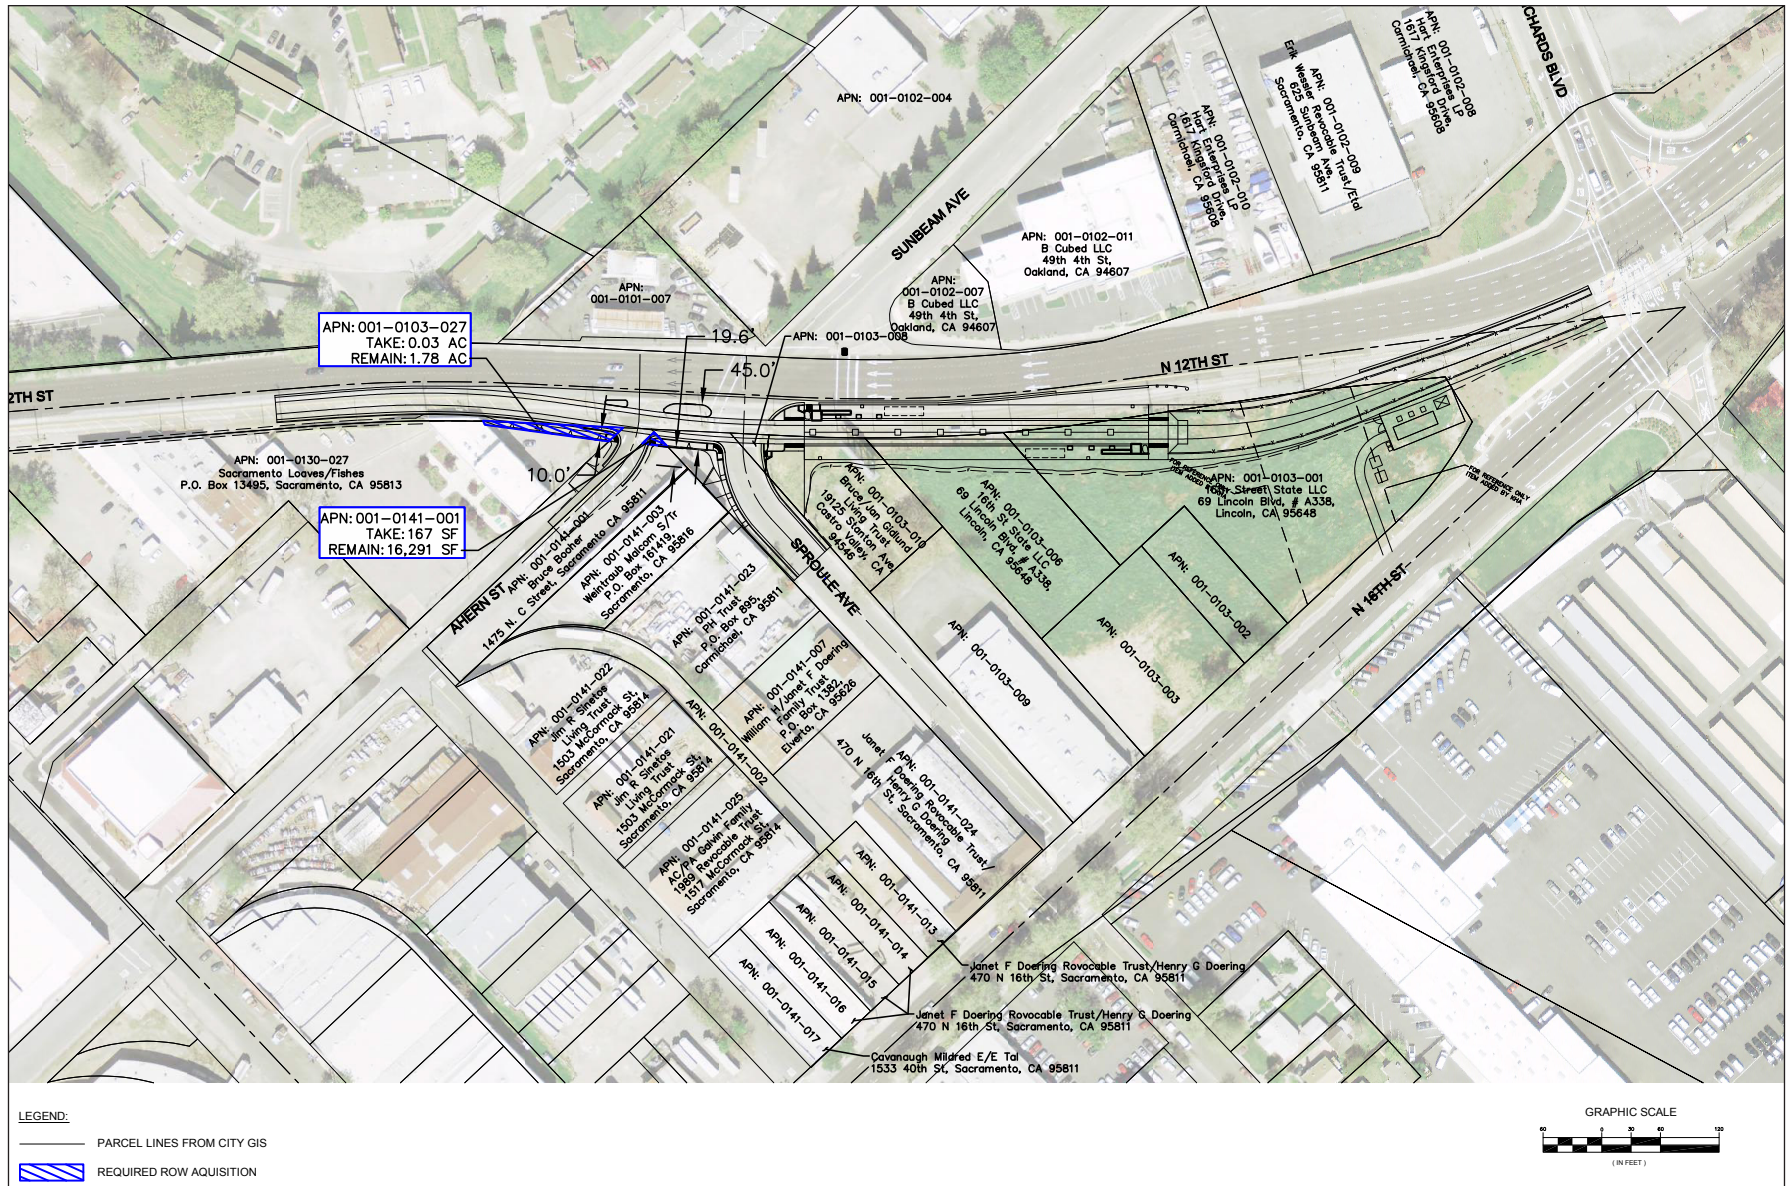 APN: 001-0102-004
CHARDS BLVD
APN: 001-0102-008
Hart Enterprises LP
1617 Kingsford Drive,
Carmichael, CA 95608
APN: 001-0102-009
Erik Wessler Revocable Trust/Etal
625 Sunbeam Ave,
Sacramento, CA 95811
APN: 001-0102-010
Hart Enterprises LP
1617 Kingsford Drive,
Carmichael, CA 95608
SUNBEAM AVE
APN: 001-0102-011
B Cubed LLC
49th 4th St,
Oakland, CA 94607
APN:
001-0102-007
B Cubed LLC
49th 4th St,
Oakland, CA 94607
APN:
001-0101-007
APN: 001-0103-027
TAKE: 0.03 AC
REMAIN: 1.78 AC
19.6'
APN: 001-0103-008
45.0'
N 12TH ST
2TH ST
APN: 001-0130-027
Sacramento Loaves/Fishes
P.O. Box 13495, Sacramento, CA 95813
10.0'
APN: 001-0141-001
TAKE: 167 SF
REMAIN: 16,291 SF
AHERN ST
APN: 001-0141-001
Bruce Booher
1475 N. C Street, Sacramento CA 95811
APN: 001-0141-003
Weintraub Malcom S/Tr
P.O. Box 161419,
Sacramento, CA 95816
APN: 001-0141-023
PH Trust
P.O. Box 895,
Carmichael, CA 95811
SPROULE AVE
APN: 001-0103-010
Bruce/Jan Gidlund
Living Trust
19125 Stanton Ave,
Castro Valley, CA
94546
APN: 001-0103-006
16th St State LLC
69 Lincoln Blvd, # A338,
Lincoln, CA
95648
FOR REFERENCE ONLY
APN: 001-0103-001
16th Street State LLC
69 Lincoln Blvd, # A338,
Lincoln, CA 95648
FOR REFERENCE ONLY
ITEM ADDED BY KHA
APN: 001-0103-002
APN: 001-0103-003
N 16TH ST
APN:
001-0103-009
APN: 001-0141-007
William H/Janet F Doering
Family Trust
P.O. Box 1382,
Elverta, CA 95626
APN: 001-0141-022
Jim R Sinetos
Living Trust
1503 McCormack St,
Sacramento, CA 95814
APN: 001-0141-021
Jim R Sinetos
Living Trust
1503 McCormack St,
Sacramento, CA 95814
APN: 001-0141-002
APN: 001-0141-025
AC/PA Galvin Family
1989 Revocable Trust
1517 McCormack St,
Sacramento, CA 95814
APN: 001-0141-024
Janet F Doering Rovocable Trust/
Henry G Doering
470 N 16th St, Sacramento, CA 95811
APN: 001-0141-013
APN: 001-0141-014
APN: 001-0141-015
APN: 001-0141-016
APN: 001-0141-017
Janet F Doering Rovocable Trust/Henry G Doering
470 N 16th St, Sacramento, CA 95811
Janet F Doering Rovocable Trust/Henry G Doering
470 N 16th St, Sacramento, CA 95811
Cavanaugh Mildred E/E Tal
1533 40th St, Sacramento, CA 95811
LEGEND:
PARCEL LINES FROM CITY GIS
REQUIRED ROW AQUISITION
GRAPHIC SCALE
60 0 30 60 120
( IN FEET )